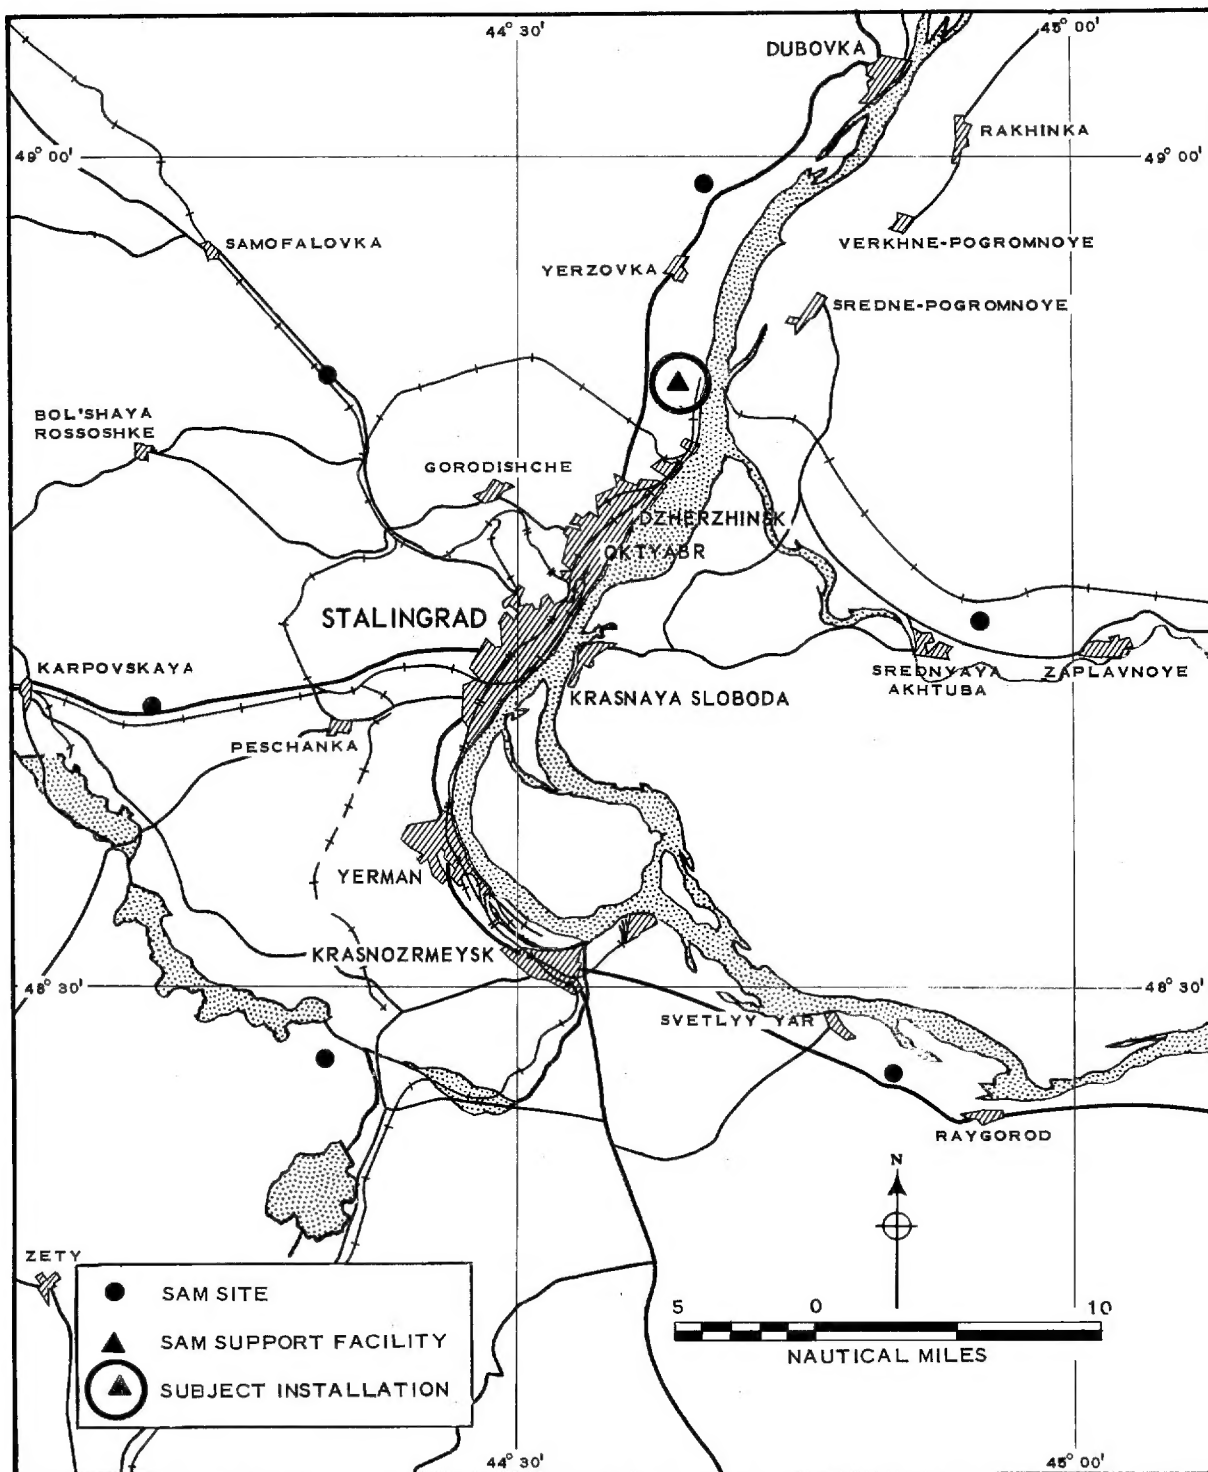 44° 30'
45° 00'
DUBOVKA
RAKHINKA
49° 00'
49° 00'
SAMOFALOVKA
VERKHNE-POGROMNOYE
YERZOVKA
SREDNE-POGROMNOYE
BOL'SHAYA
ROSSOSHKE
GORODISHCHE
DZHERZHINSK
OKTYABR
STALINGRAD
KARPOVSKAYA
SREDNYAYA
AKHTUBA
ZAPLAVNOYE
KRASNAYA SLOBODA
PESCHANKA
YERMAN
KRASNOZRMEYSK
48° 30'
48° 30'
SVETLYY YAR
RAYGOROD
N
ZETY
SAM SITE
SAM SUPPORT FACILITY
SUBJECT INSTALLATION
5 0 10
NAUTICAL MILES
44° 30'
45° 00'